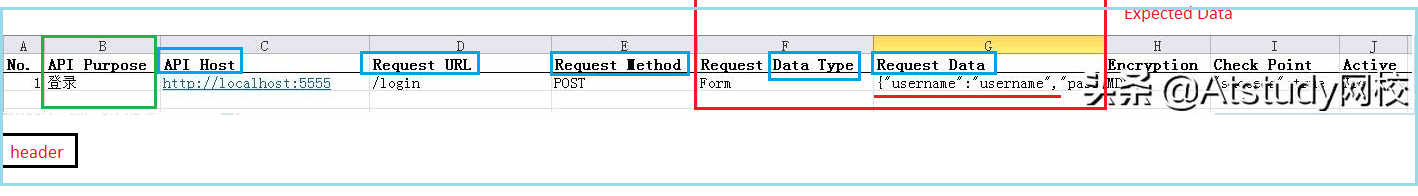 Expected Data
A B C D E F G H I J
No. API Purpose API Host Request URL Request Method Request Data Type Request Data Encryption Check Point Active
1 登录 http://localhost:5555 /login POST Form {"username":"username","pas
头条 @Atstudy网校
header